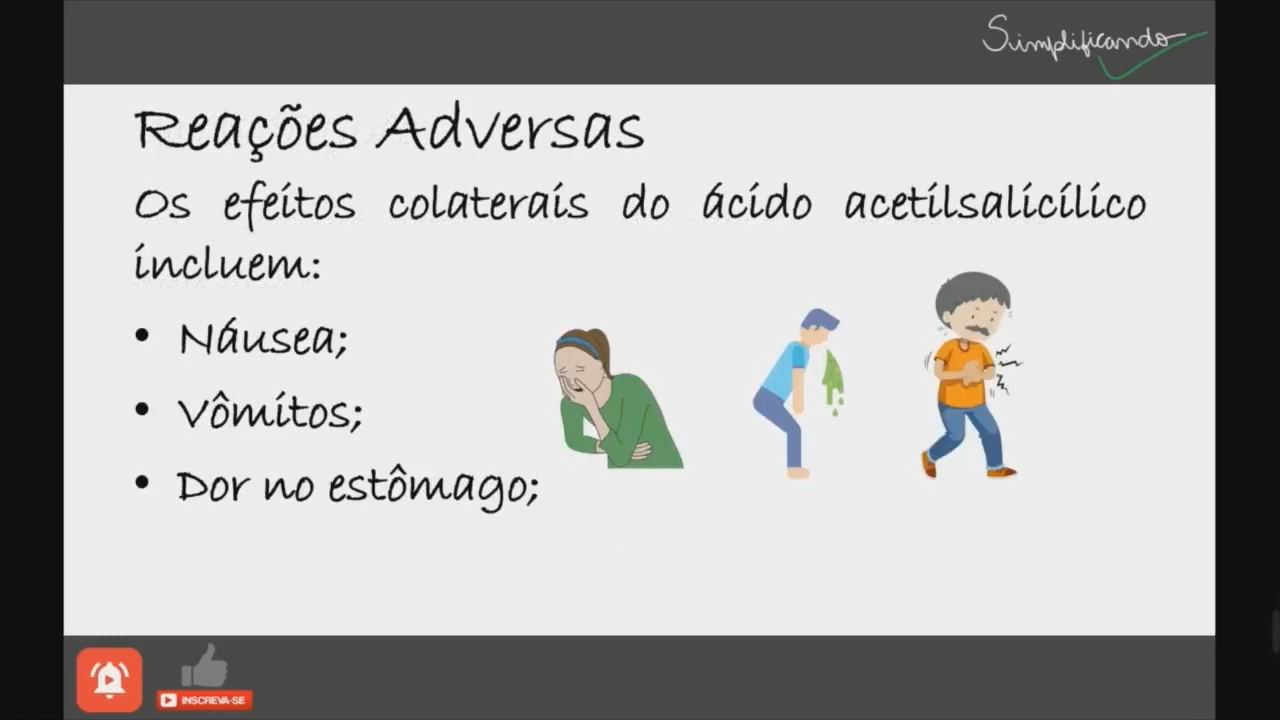 Simplificando
Reações Adversas
Os efeitos colaterais do ácido acetilsalicílico
incluem:
• Náusea;
• Vômitos;
• Dor no estômago;
INSCREVA-SE